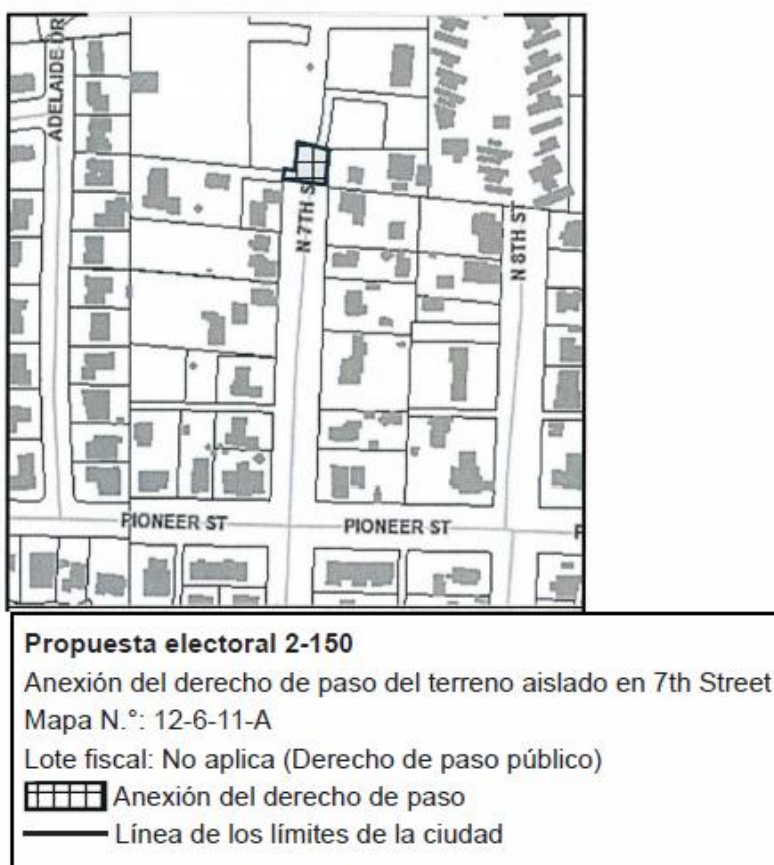 ADELAIDE DR
N 7TH S
N 8TH ST
PIONEER ST
PIONEER ST
Propuesta electoral 2-150
Anexión del derecho de paso del terreno aislado en 7th Street
Mapa N.°: 12-6-11-A
Lote fiscal: No aplica (Derecho de paso público)
Anexión del derecho de paso
Línea de los límites de la ciudad